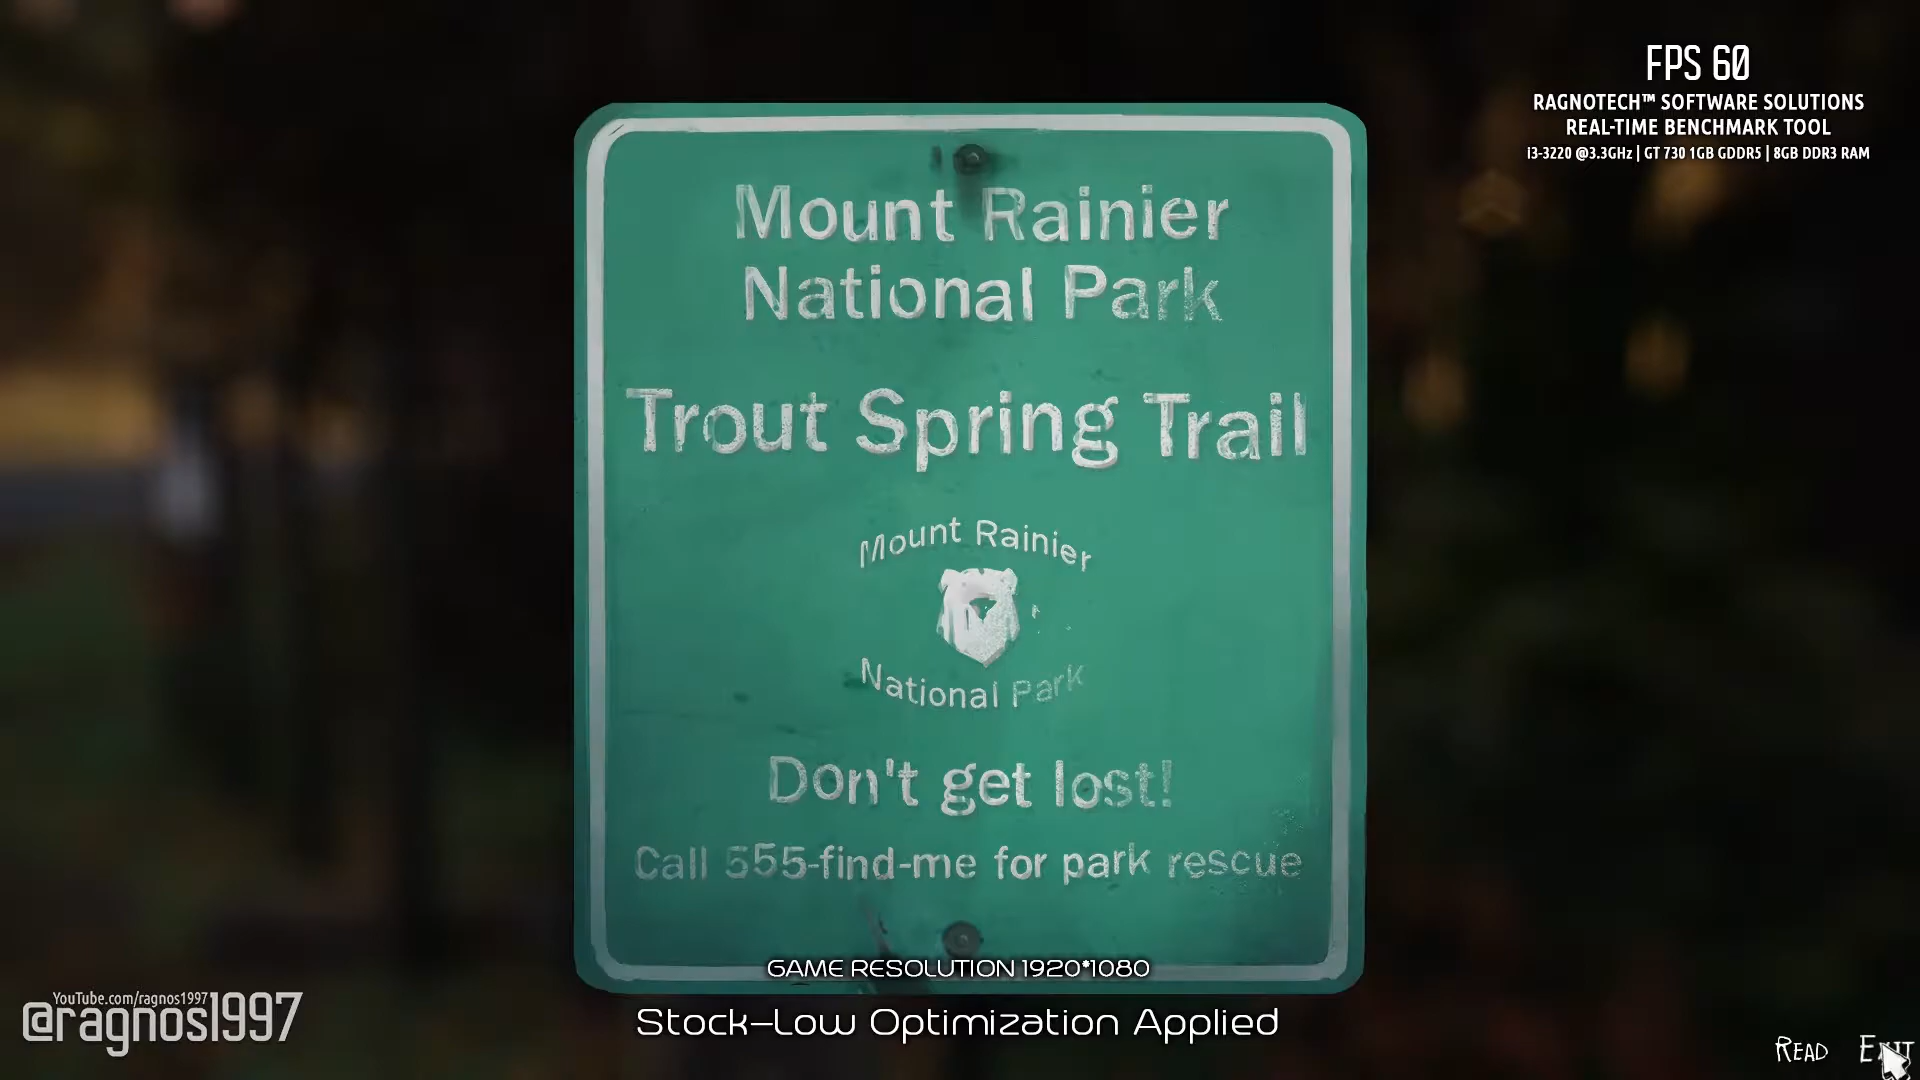 FPS 60
RAGNOTECH™ SOFTWARE SOLUTIONS
REAL-TIME BENCHMARK TOOL
i3-3220 @3.3GHz | GT 730 1GB GDDR5 | 8GB DDR3 RAM
Mount Rainier
National Park
Trout Spring Trail
Mount Rainier
National Park
Don't get lost!
Call 555-find-me for park rescue
GAME RESOLUTION 1920*1080
Stock-Low Optimization Applied
YouTube.com/ragnos1997
@ragnos1997
READ EXIT